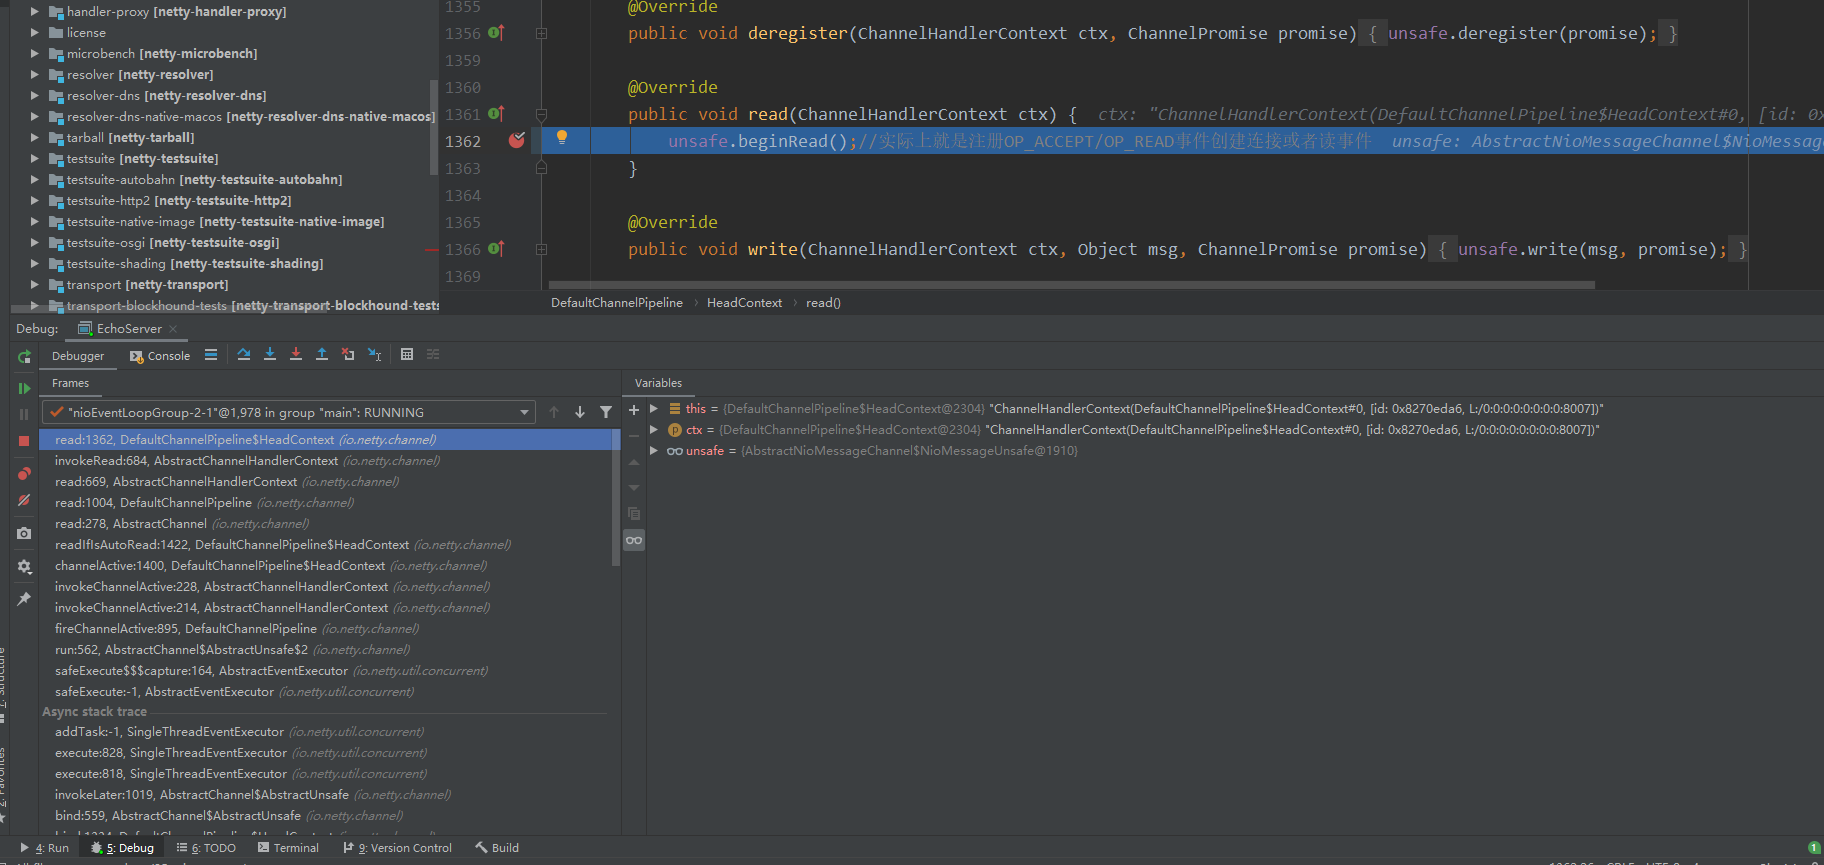 handler-proxy [netty-handler-proxy]
license
microbench [netty-microbench]
resolver [netty-resolver]
resolver-dns [netty-resolver-dns]
resolver-dns-native-macos [netty-resolver-dns-native-macos]
tarball [netty-tarball]
testsuite [netty-testsuite]
testsuite-autobahn [netty-testsuite-autobahn]
testsuite-http2 [netty-testsuite-http2]
testsuite-native-image [netty-testsuite-native-image]
testsuite-osgi [netty-testsuite-osgi]
testsuite-shading [netty-testsuite-shading]
transport [netty-transport]
transport-blockhound-tests [netty-transport-blockhound-tests
1355 @Override
1356 public void deregister(ChannelHandlerContext ctx, ChannelPromise promise) { unsafe.deregister(promise); }
1359
1360 @Override
1361 public void read(ChannelHandlerContext ctx) { ctx: "ChannelHandlerContext(DefaultChannelPipeline$HeadContext#0, [id: 0x
1362 unsafe.beginRead();//实际上就是注册OP_ACCEPT/OP_READ事件创建连接或者读事件 unsafe: AbstractNioMessageChannel$NioMessag
1363 }
1364
1365 @Override
1366 public void write(ChannelHandlerContext ctx, Object msg, ChannelPromise promise) { unsafe.write(msg, promise); }
1369
DefaultChannelPipeline › HeadContext › read()
Debug: EchoServer
Debugger Console
Frames
"nioEventLoopGroup-2-1"@1,978 in group "main": RUNNING
read:1362, DefaultChannelPipeline$HeadContext (io.netty.channel)
invokeRead:684, AbstractChannelHandlerContext (io.netty.channel)
read:669, AbstractChannelHandlerContext (io.netty.channel)
read:1004, DefaultChannelPipeline (io.netty.channel)
read:278, AbstractChannel (io.netty.channel)
readIfIsAutoRead:1422, DefaultChannelPipeline$HeadContext (io.netty.channel)
channelActive:1400, DefaultChannelPipeline$HeadContext (io.netty.channel)
invokeChannelActive:228, AbstractChannelHandlerContext (io.netty.channel)
invokeChannelActive:214, AbstractChannelHandlerContext (io.netty.channel)
fireChannelActive:895, DefaultChannelPipeline (io.netty.channel)
run:562, AbstractChannel$AbstractUnsafe$2 (io.netty.channel)
safeExecute$$$capture:164, AbstractEventExecutor (io.netty.util.concurrent)
safeExecute:-1, AbstractEventExecutor (io.netty.util.concurrent)
Async stack trace
addTask:-1, SingleThreadEventExecutor (io.netty.util.concurrent)
execute:828, SingleThreadEventExecutor (io.netty.util.concurrent)
execute:818, SingleThreadEventExecutor (io.netty.util.concurrent)
invokeLater:1019, AbstractChannel$AbstractUnsafe (io.netty.channel)
bind:559, AbstractChannel$AbstractUnsafe (io.netty.channel)
Variables
this = {DefaultChannelPipeline$HeadContext@2304} "ChannelHandlerContext(DefaultChannelPipeline$HeadContext#0, [id: 0x8270eda6, L:/0:0:0:0:0:0:0:0:8007])"
ctx = {DefaultChannelPipeline$HeadContext@2304} "ChannelHandlerContext(DefaultChannelPipeline$HeadContext#0, [id: 0x8270eda6, L:/0:0:0:0:0:0:0:0:8007])"
unsafe = {AbstractNioMessageChannel$NioMessageUnsafe@1910}
4: Run 5: Debug 6: TODO Terminal 9: Version Control Build 1